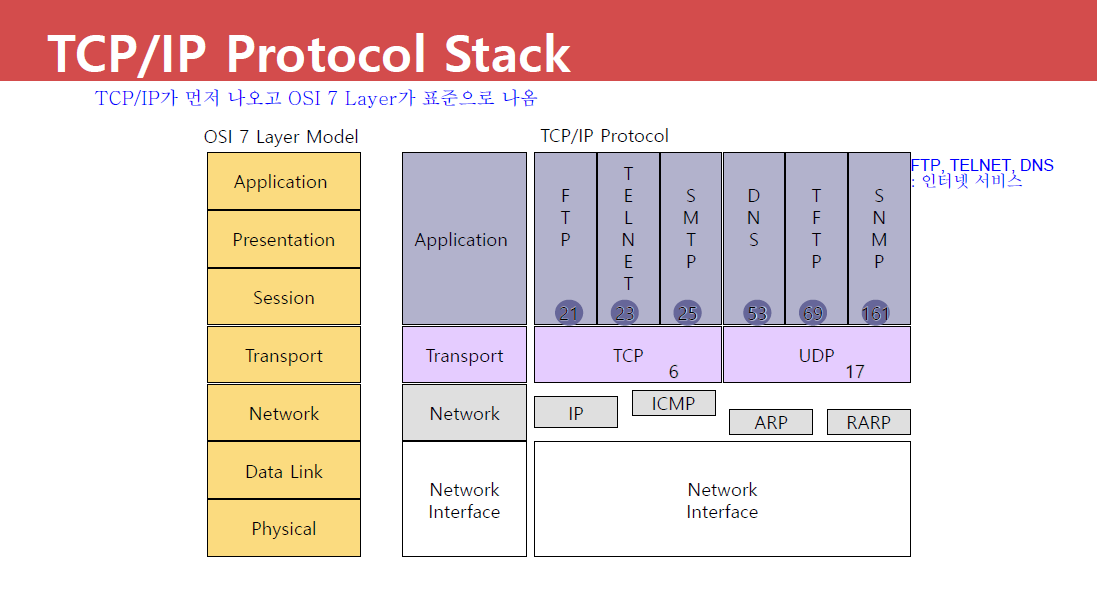 TCP/IP Protocol Stack
TCP/IP가 먼저 나오고 OSI 7 Layer가 표준으로 나옴
OSI 7 Layer Model
Application
Presentation
Session
Transport
Network
Data Link
Physical
Application
Transport
Network
Network
Interface
TCP/IP Protocol
FTP
TELNET
SMTP
DNS
TFTP
SNMP
21
23
25
53
69
161
TCP
6
UDP
17
IP
ICMP
ARP
RARP
Network
Interface
FTP, TELNET, DNS
: 인터넷 서비스